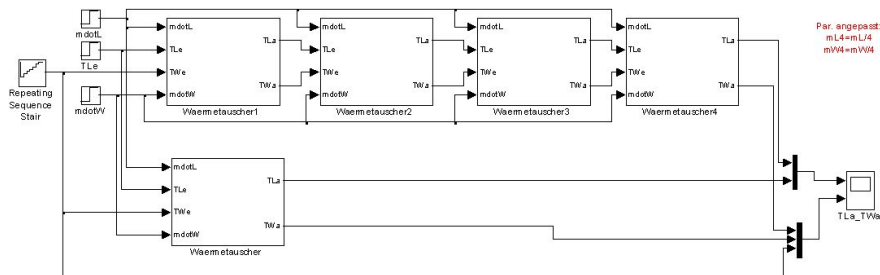 mdotL
TLe
mdotW
Repeating
Sequence
Stair
mdotL
TLe
TWe
mdotW
TLa
TWa
Waermetauscher1
mdotL
TLe
TWe
mdotW
TLa
TWa
Waermetauscher2
mdotL
TLe
TWe
mdotW
TLa
TWa
Waermetauscher3
mdotL
TLe
TWe
mdotW
TLa
TWa
Waermetauscher4
Par. angepasst:
mL4=mL/4
mW4=mW/4
mdotL
TLe
TWe
mdotW
TLa
TWa
Waermetauscher
TLa_TWa